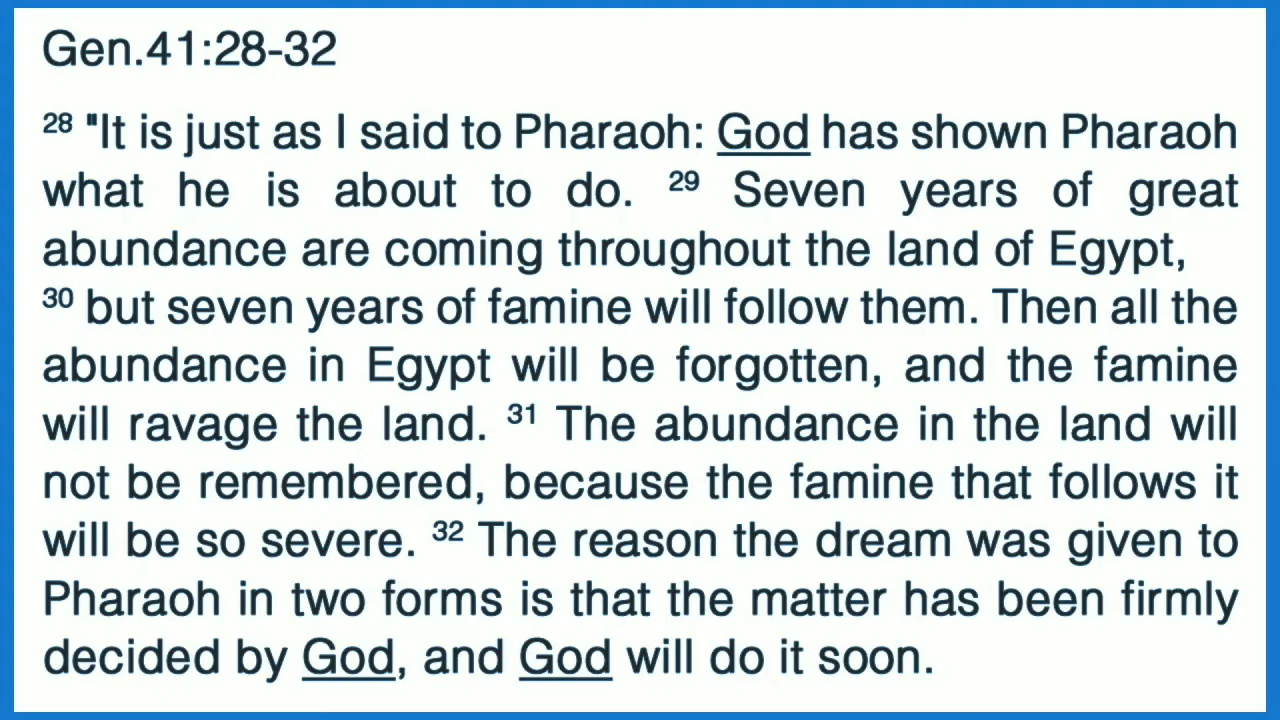 Gen.41:28-32
28 "It is just as I said to Pharaoh: God has shown Pharaoh
what he is about to do. 29 Seven years of great
abundance are coming throughout the land of Egypt,
30 but seven years of famine will follow them. Then all the
abundance in Egypt will be forgotten, and the famine
will ravage the land. 31 The abundance in the land will
not be remembered, because the famine that follows it
will be so severe. 32 The reason the dream was given to
Pharaoh in two forms is that the matter has been firmly
decided by God, and God will do it soon.